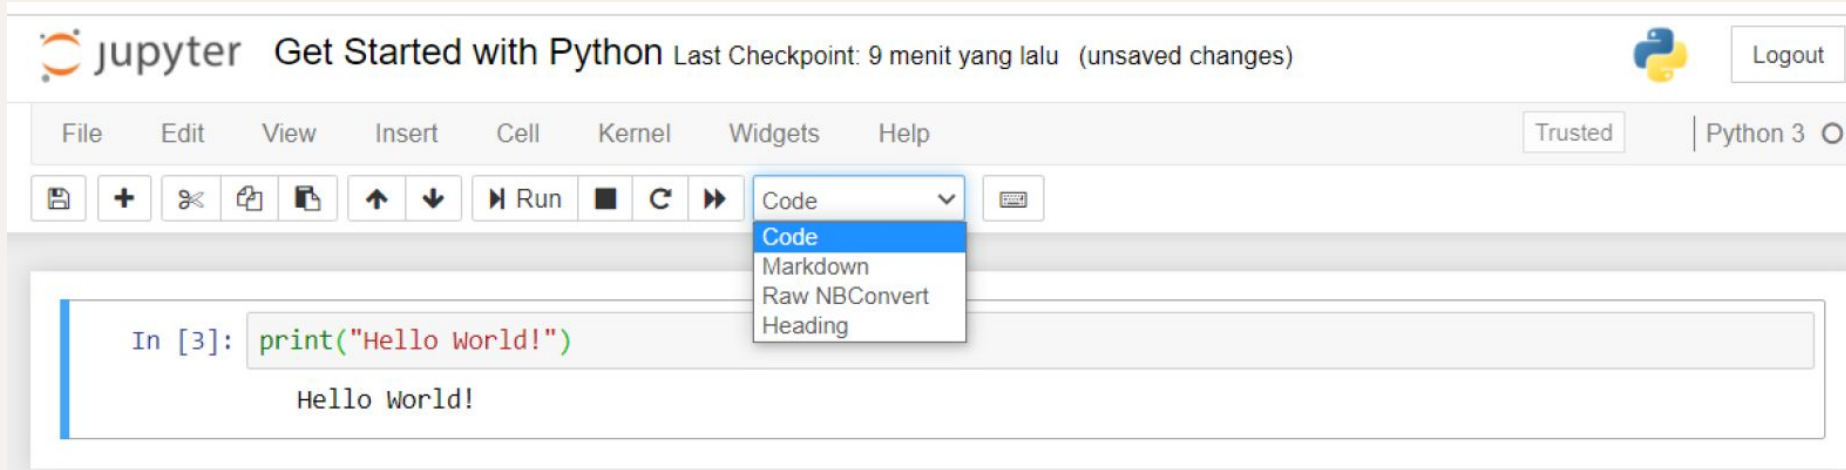 jupyter Get Started with Python Last Checkpoint: 9 menit yang lalu (unsaved changes) Logout
File Edit View Insert Cell Kernel Widgets Help Trusted Python 3
Run Code
Code
Markdown
Raw NBConvert
Heading
In [3]: print("Hello World!")
Hello World!